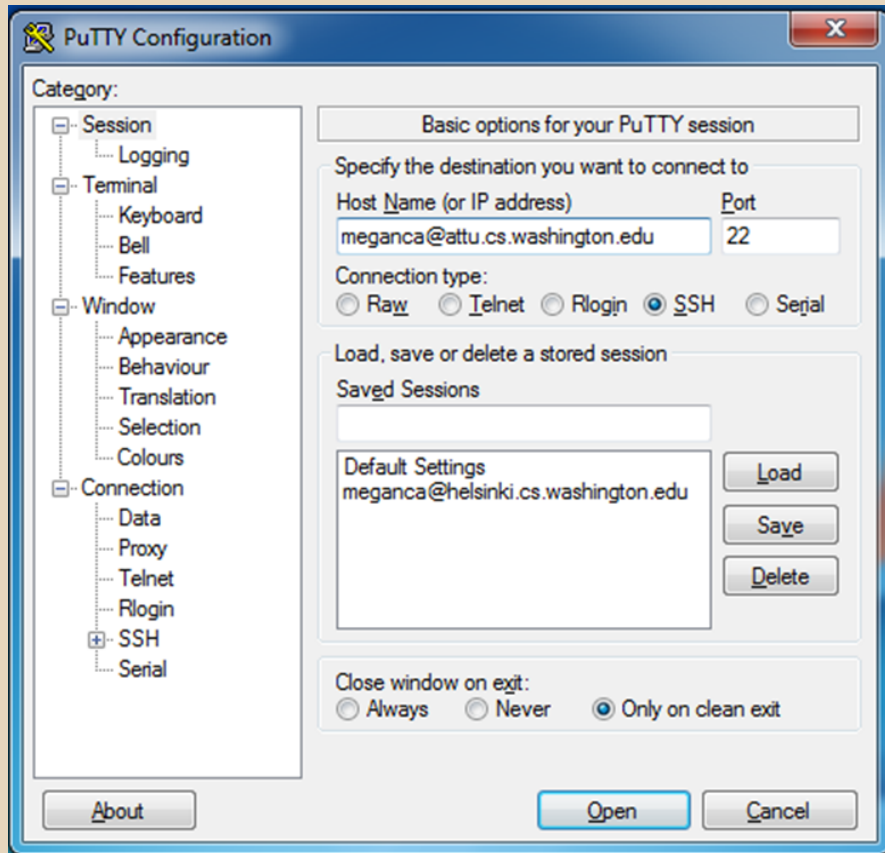 PuTTY Configuration
Category:
Session
Logging
Terminal
Keyboard
Bell
Features
Window
Appearance
Behaviour
Translation
Selection
Colours
Connection
Data
Proxy
Telnet
Rlogin
SSH
Serial
Basic options for your PuTTY session
Specify the destination you want to connect to
Host Name (or IP address) Port
meganca@attu.cs.washington.edu 22
Connection type:
Raw Telnet Rlogin SSH Serial
Load, save or delete a stored session
Saved Sessions
Default Settings
meganca@helsinki.cs.washington.edu
Load
Save
Delete
Close window on exit:
Always Never Only on clean exit
About Open Cancel